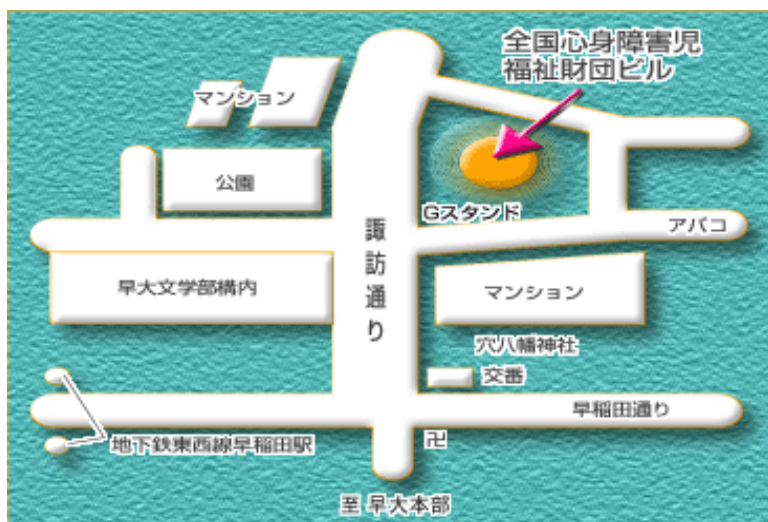 全国心身障害児
福祉財団ビル
マンション
公園
Gスタンド
諏訪通り
アバコ
早大文学部構内
マンション
穴八幡神社
交番
早稲田通り
地下鉄東西線早稲田駅
卍
至 早大本部